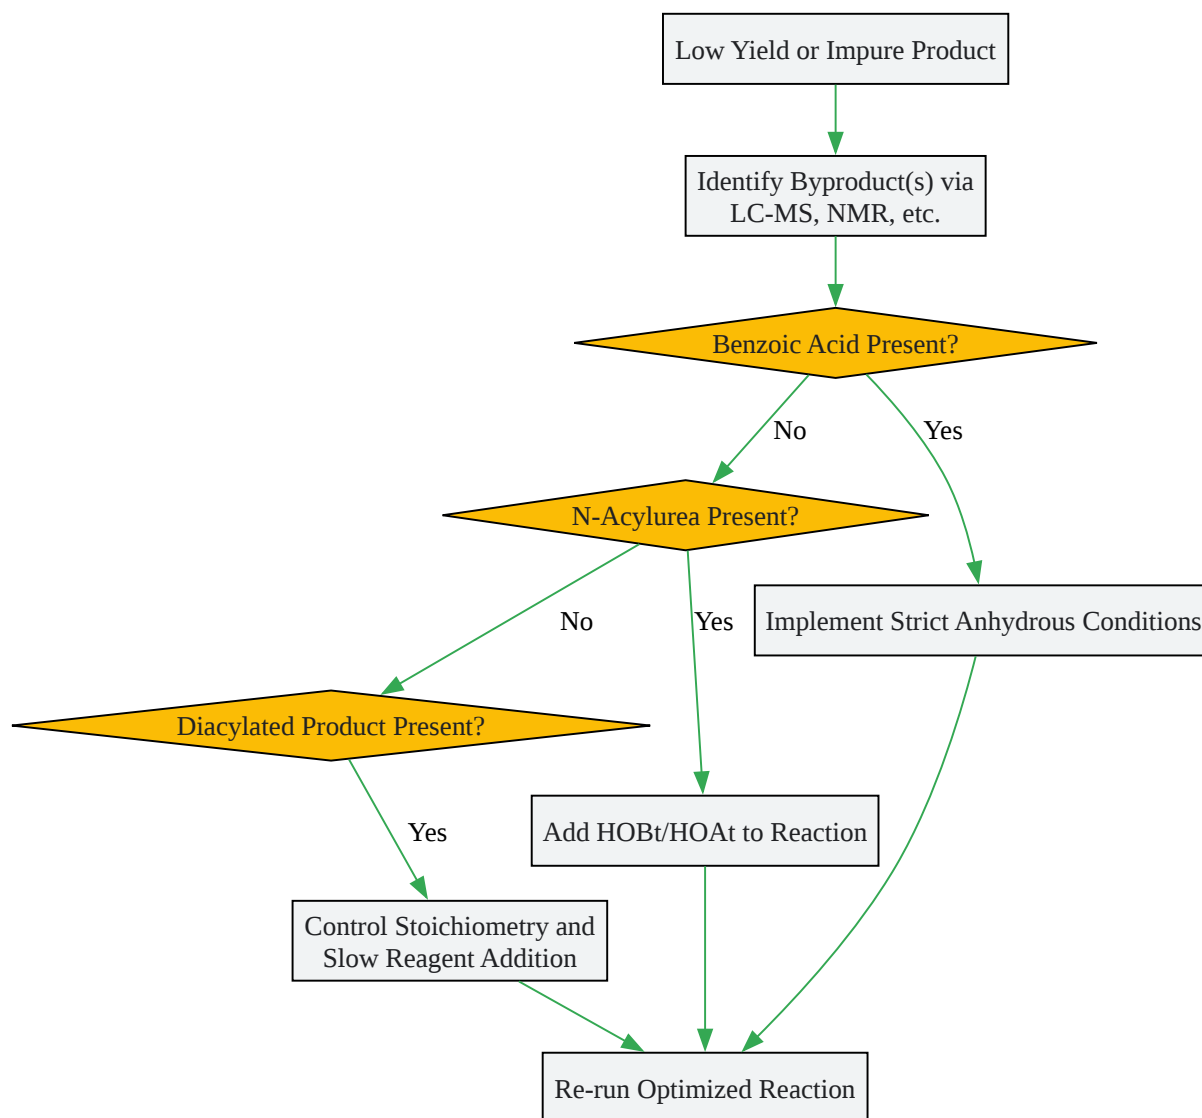 Low Yield or Impure Product
Identify Byproduct(s) via
LC-MS, NMR, etc.
Benzoic Acid Present?
No
Yes
N-Acylurea Present?
No
Yes
Implement Strict Anhydrous Conditions
Diacylated Product Present?
Yes
Add HOBt/HOAt to Reaction
Control Stoichiometry and
Slow Reagent Addition
Re-run Optimized Reaction